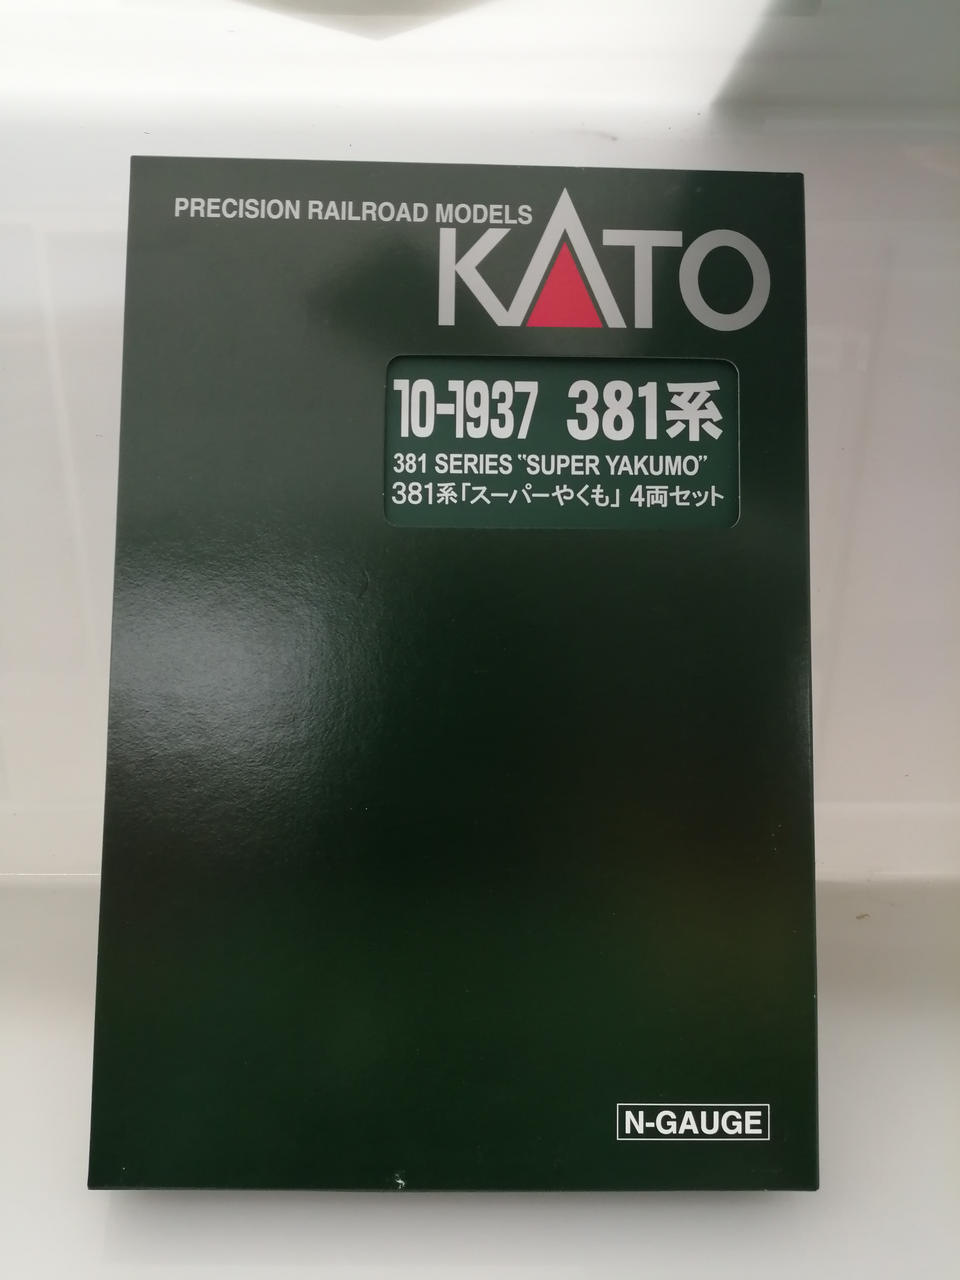 PRECISION RAILROAD MODELS
KATO
10-1937 381系
381 SERIES "SUPER YAKUMO"
381系「スーパーやくも」 4両セット
N-GAUGE